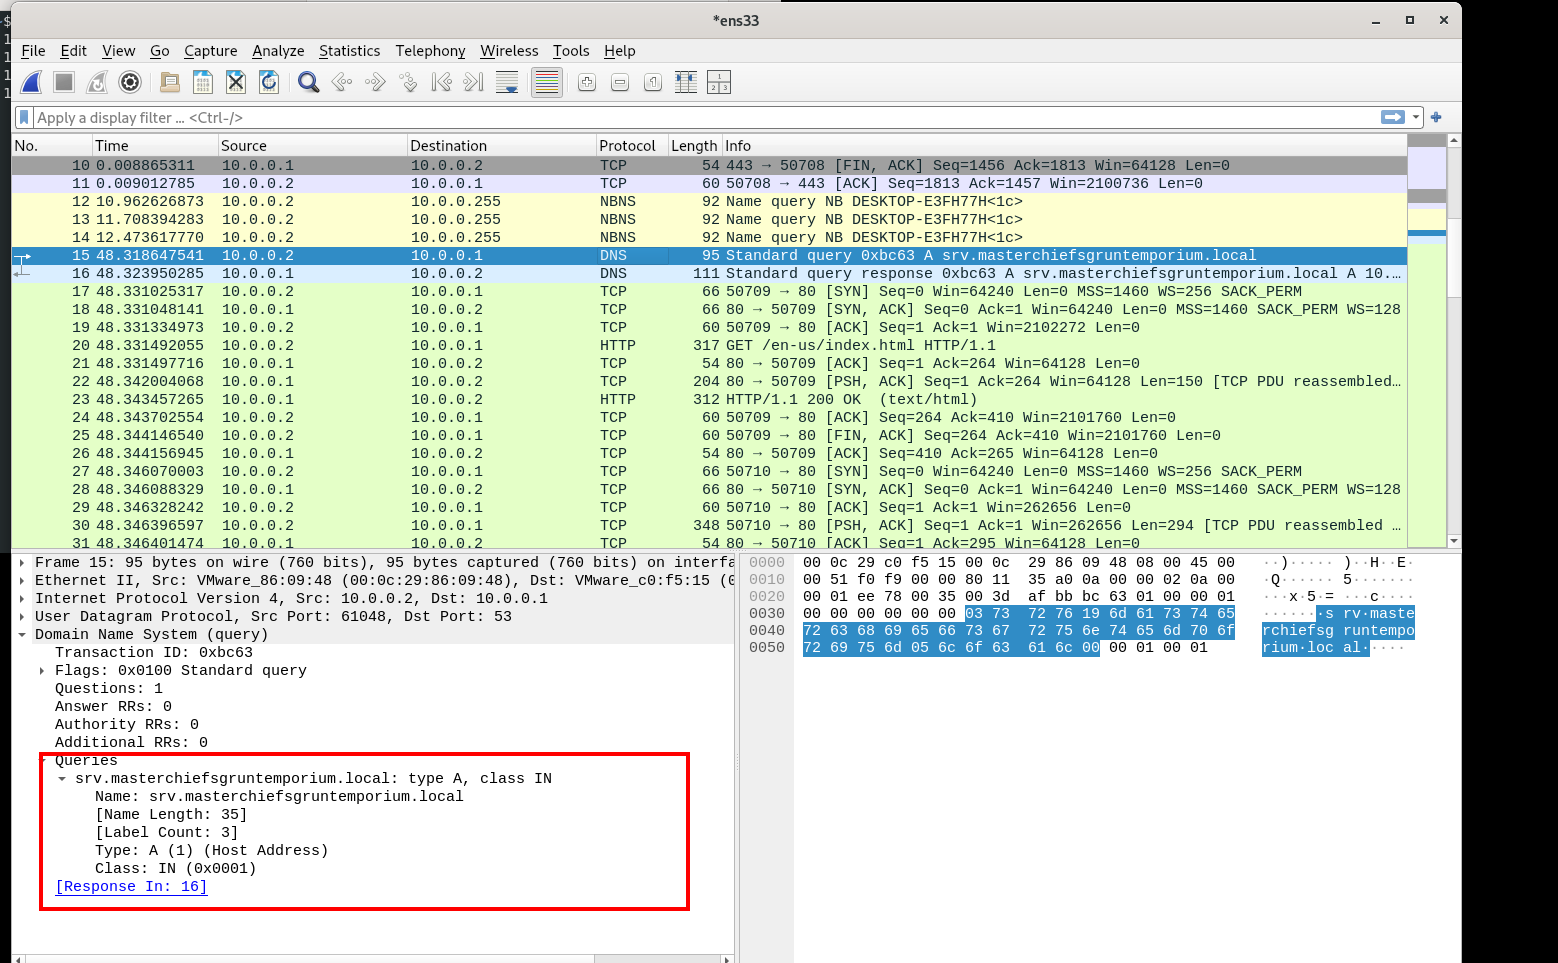 *ens33
File Edit View Go Capture Analyze Statistics Telephony Wireless Tools Help
Apply a display filter … <Ctrl-/>
No. Time Source Destination Protocol Length Info
10 0.008865311 10.0.0.1 10.0.0.2 TCP 54 443 → 50708 [FIN, ACK] Seq=1456 Ack=1813 Win=64128 Len=0
11 0.009012785 10.0.0.2 10.0.0.1 TCP 60 50708 → 443 [ACK] Seq=1813 Ack=1457 Win=2100736 Len=0
12 10.962626873 10.0.0.2 10.0.0.255 NBNS 92 Name query NB DESKTOP-E3FH77H<1c>
13 11.708394283 10.0.0.2 10.0.0.255 NBNS 92 Name query NB DESKTOP-E3FH77H<1c>
14 12.473617770 10.0.0.2 10.0.0.255 NBNS 92 Name query NB DESKTOP-E3FH77H<1c>
15 48.318647541 10.0.0.2 10.0.0.1 DNS 95 Standard query 0xbc63 A srv.masterchiefsgruntemporium.local
16 48.323950285 10.0.0.1 10.0.0.2 DNS 111 Standard query response 0xbc63 A srv.masterchiefsgruntemporium.local A 10.…
17 48.331025317 10.0.0.2 10.0.0.1 TCP 66 50709 → 80 [SYN] Seq=0 Win=64240 Len=0 MSS=1460 WS=256 SACK_PERM
18 48.331048141 10.0.0.1 10.0.0.2 TCP 66 80 → 50709 [SYN, ACK] Seq=0 Ack=1 Win=64240 Len=0 MSS=1460 SACK_PERM WS=128
19 48.331334973 10.0.0.2 10.0.0.1 TCP 60 50709 → 80 [ACK] Seq=1 Ack=1 Win=2102272 Len=0
20 48.331492055 10.0.0.2 10.0.0.1 HTTP 317 GET /en-us/index.html HTTP/1.1
21 48.331497716 10.0.0.1 10.0.0.2 TCP 54 80 → 50709 [ACK] Seq=1 Ack=264 Win=64128 Len=0
22 48.342004068 10.0.0.1 10.0.0.2 TCP 204 80 → 50709 [PSH, ACK] Seq=1 Ack=264 Win=64128 Len=150 [TCP PDU reassembled…
23 48.343457265 10.0.0.1 10.0.0.2 HTTP 312 HTTP/1.1 200 OK (text/html)
24 48.343702554 10.0.0.2 10.0.0.1 TCP 60 50709 → 80 [ACK] Seq=264 Ack=410 Win=2101760 Len=0
25 48.344146540 10.0.0.2 10.0.0.1 TCP 60 50709 → 80 [FIN, ACK] Seq=264 Ack=410 Win=2101760 Len=0
26 48.344156945 10.0.0.1 10.0.0.2 TCP 54 80 → 50709 [ACK] Seq=410 Ack=265 Win=64128 Len=0
27 48.346070003 10.0.0.2 10.0.0.1 TCP 66 50710 → 80 [SYN] Seq=0 Win=64240 Len=0 MSS=1460 WS=256 SACK_PERM
28 48.346088329 10.0.0.1 10.0.0.2 TCP 66 80 → 50710 [SYN, ACK] Seq=0 Ack=1 Win=64240 Len=0 MSS=1460 SACK_PERM WS=128
29 48.346328242 10.0.0.2 10.0.0.1 TCP 60 50710 → 80 [ACK] Seq=1 Ack=1 Win=262656 Len=0
30 48.346396597 10.0.0.2 10.0.0.1 TCP 348 50710 → 80 [PSH, ACK] Seq=1 Ack=1 Win=262656 Len=294 [TCP PDU reassembled …
31 48.346401474 10.0.0.1 10.0.0.2 TCP 54 80 → 50710 [ACK] Seq=1 Ack=295 Win=64128 Len=0
Frame 15: 95 bytes on wire (760 bits), 95 bytes captured (760 bits) on interfa
Ethernet II, Src: VMware_86:09:48 (00:0c:29:86:09:48), Dst: VMware_c0:f5:15 (0
Internet Protocol Version 4, Src: 10.0.0.2, Dst: 10.0.0.1
User Datagram Protocol, Src Port: 61048, Dst Port: 53
Domain Name System (query)
Transaction ID: 0xbc63
Flags: 0x0100 Standard query
Questions: 1
Answer RRs: 0
Authority RRs: 0
Additional RRs: 0
Queries
srv.masterchiefsgruntemporium.local: type A, class IN
Name: srv.masterchiefsgruntemporium.local
[Name Length: 35]
[Label Count: 3]
Type: A (1) (Host Address)
Class: IN (0x0001)
[Response In: 16]
0000 00 0c 29 c0 f5 15 00 0c 29 86 09 48 08 00 45 00 ··)····· )··H··E·
0010 00 51 f0 f9 00 00 80 11 35 a0 0a 00 00 02 0a 00 ·Q······ 5·······
0020 00 01 ee 78 00 35 00 3d af bb bc 63 01 00 00 01 ···x·5·= ···c····
0030 00 00 00 00 00 00 03 73 72 76 19 6d 61 73 74 65 ·······s rv·maste
0040 72 63 68 69 65 66 73 67 72 75 6e 74 65 6d 70 6f rchiefsg runtempo
0050 72 69 75 6d 05 6c 6f 63 61 6c 00 00 01 00 01 rium·loc al·····